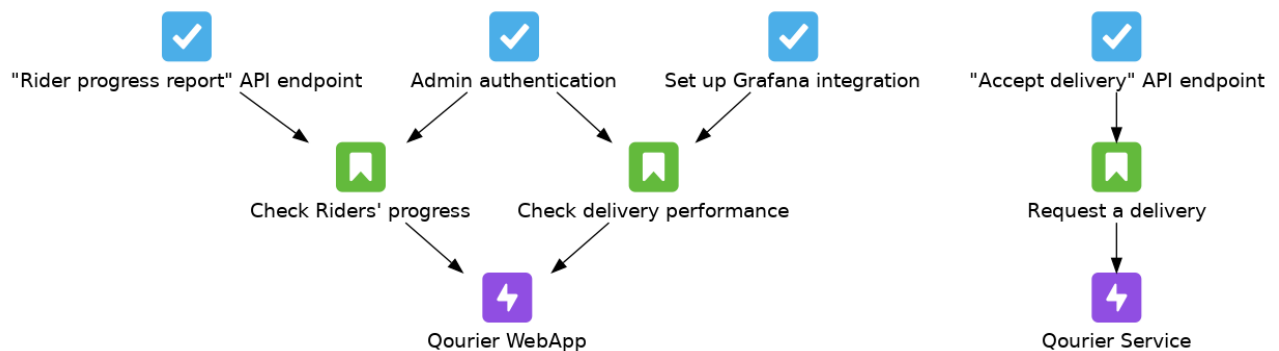 "Rider progress report" API endpoint
Admin authentication
Set up Grafana integration
"Accept delivery" API endpoint
Check Riders' progress
Check delivery performance
Request a delivery
Qourier WebApp
Qourier Service